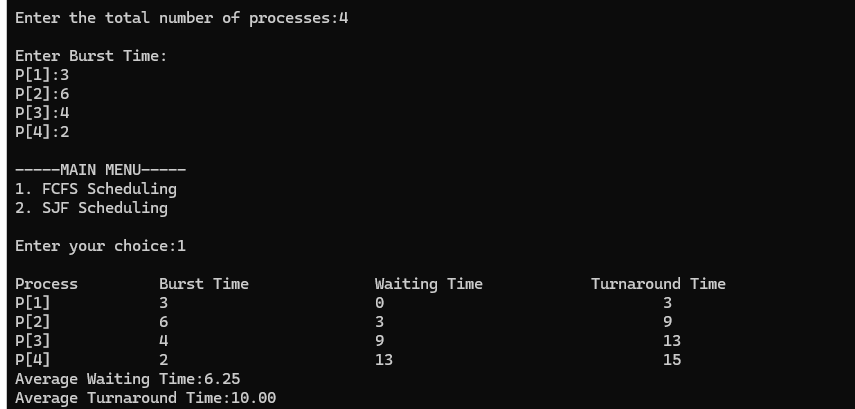 Enter the total number of processes:4
Enter Burst Time:
P[1]:3
P[2]:6
P[3]:4
P[4]:2
-----MAIN MENU-----
1. FCFS Scheduling
2. SJF Scheduling
Enter your choice:1
Process Burst Time Waiting Time Turnaround Time
P[1] 3 0 3
P[2] 6 3 9
P[3] 4 9 13
P[4] 2 13 15
Average Waiting Time:6.25
Average Turnaround Time:10.00